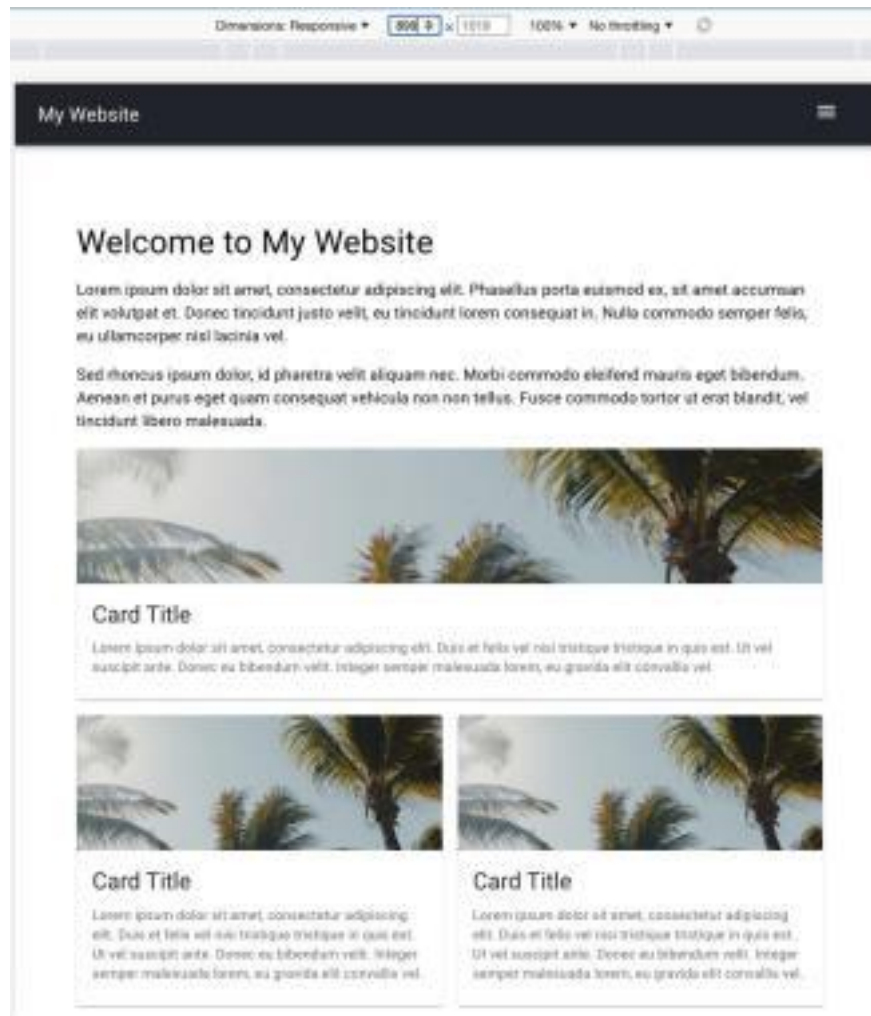 Dimensions: Responsive
x
100%
No throttling
My Website
Welcome to My Website
Lorem ipsum dolor sit amet, consectetur adipiscing elit. Phasellus porta euismod ex, sit amet accumsan
elit volutpat et. Donec tincidunt justo velit, eu tincidunt lorem consequat in. Nulla commodo semper felis,
eu ullamcorper nisl lacinia vel.
Sed rhoncus ipsum dolor, id pharetra velit aliquam nec. Morbi commodo eleifend mauris eget bibendum.
Aenean et purus eget quam consequat vehicula non non tellus. Fusce commodo tortor ut erat blandit, vel
tincidunt libero malesuada.
Card Title
Lorem ipsum dolor sit amet, consectetur adipiscing elit. Duis et felis vel nisl tristique tristique in quis est. Ut vel
suscipit ante. Donec eu bibendum velit. Integer semper malesuada lorem, eu gravida elit convallis vel.
Card Title
Lorem ipsum dolor sit amet, consectetur adipiscing
elit. Duis et felis vel nisl tristique tristique in quis est.
Ut vel suscipit ante. Donec eu bibendum velit. Integer
semper malesuada lorem, eu gravida elit convallis vel.
Card Title
Lorem ipsum dolor sit amet, consectetur adipiscing
elit. Duis et felis vel nisl tristique tristique in quis est.
Ut vel suscipit ante. Donec eu bibendum velit. Integer
semper malesuada lorem, eu gravida elit convallis vel.